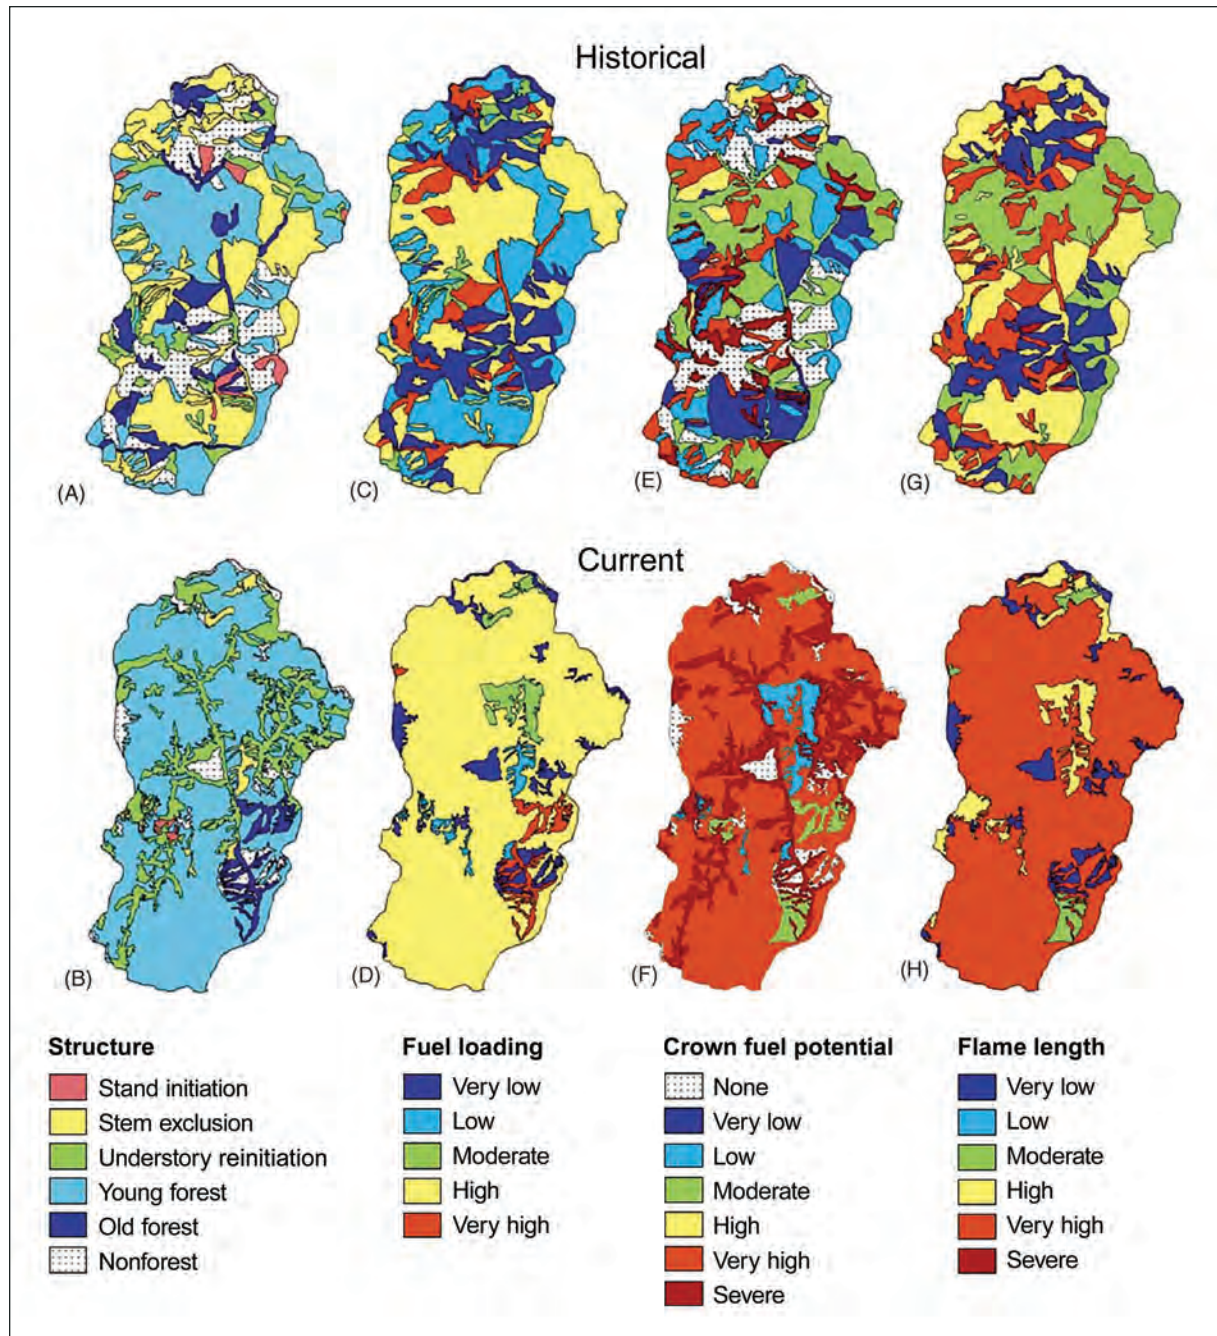 Historical
(A)
(C)
(E)
(G)
Current
(B)
(D)
(F)
(H)
Structure
Stand initiation
Stem exclusion
Understory reinitiation
Young forest
Old forest
Nonforest
Fuel loading
Very low
Low
Moderate
High
Very high
Crown fuel potential
None
Very low
Low
Moderate
High
Very high
Severe
Flame length
Very low
Low
Moderate
High
Very high
Severe